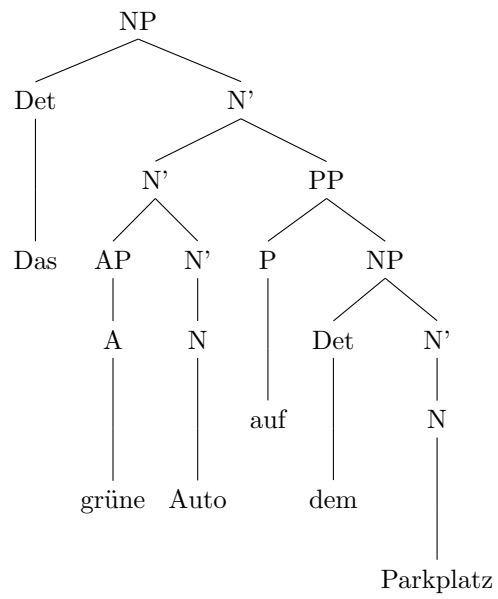 NP
Det N'
N' PP
Das AP N' P NP
A N Det N'
auf N
grüne Auto dem
Parkplatz